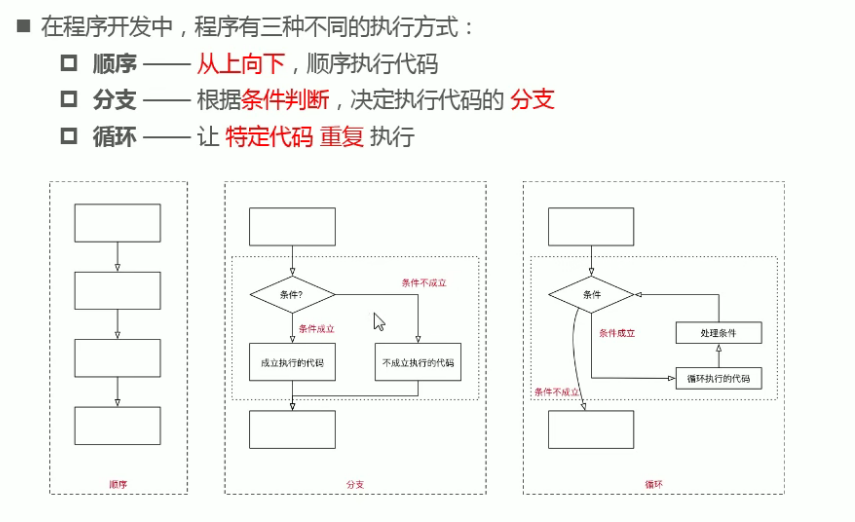 在程序开发中，程序有三种不同的执行方式：
顺序 —— 从上向下，顺序执行代码
分支 —— 根据条件判断，决定执行代码的 分支
循环 —— 让 特定代码 重复 执行
条件?
条件不成立
条件成立
成立执行的代码
不成立执行的代码
条件
条件成立
处理条件
循环执行的代码
条件不成立
顺序
分支
循环